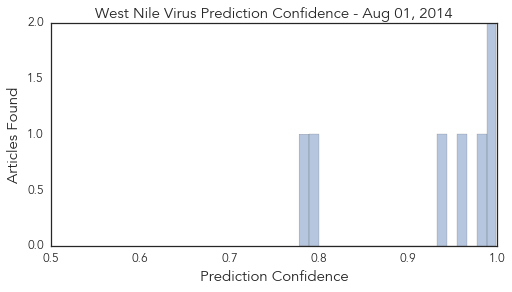 West Nile Virus Prediction Confidence - Aug 01, 2014
2.0
1.5
1.0
0.5
0.0
Articles Found
0.5 0.6 0.7 0.8 0.9 1.0
Prediction Confidence